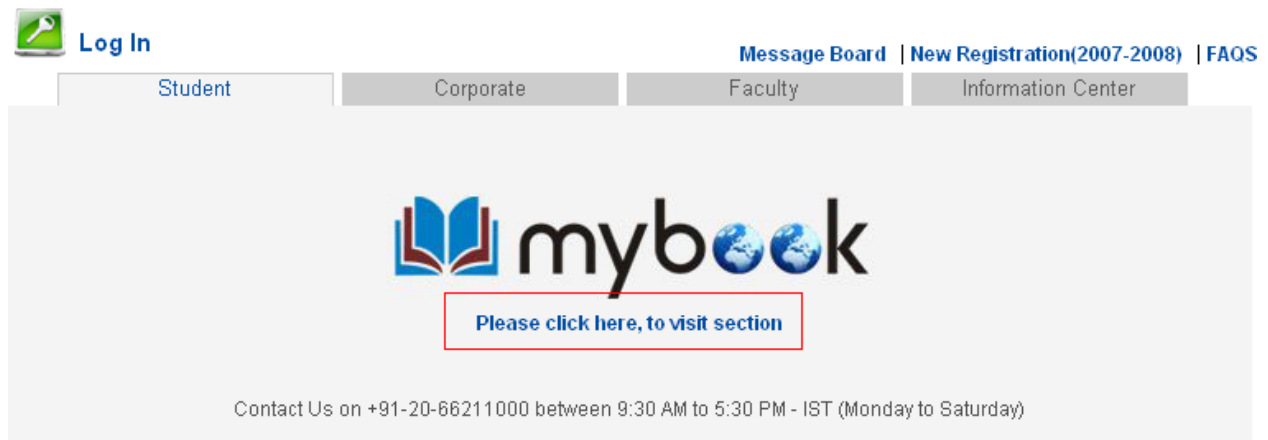 Log In
Message Board | New Registration(2007-2008) | FAQS
Student Corporate Faculty Information Center
mybook
Please click here, to visit section
Contact Us on +91-20-66211000 between 9:30 AM to 5:30 PM - IST (Monday to Saturday)